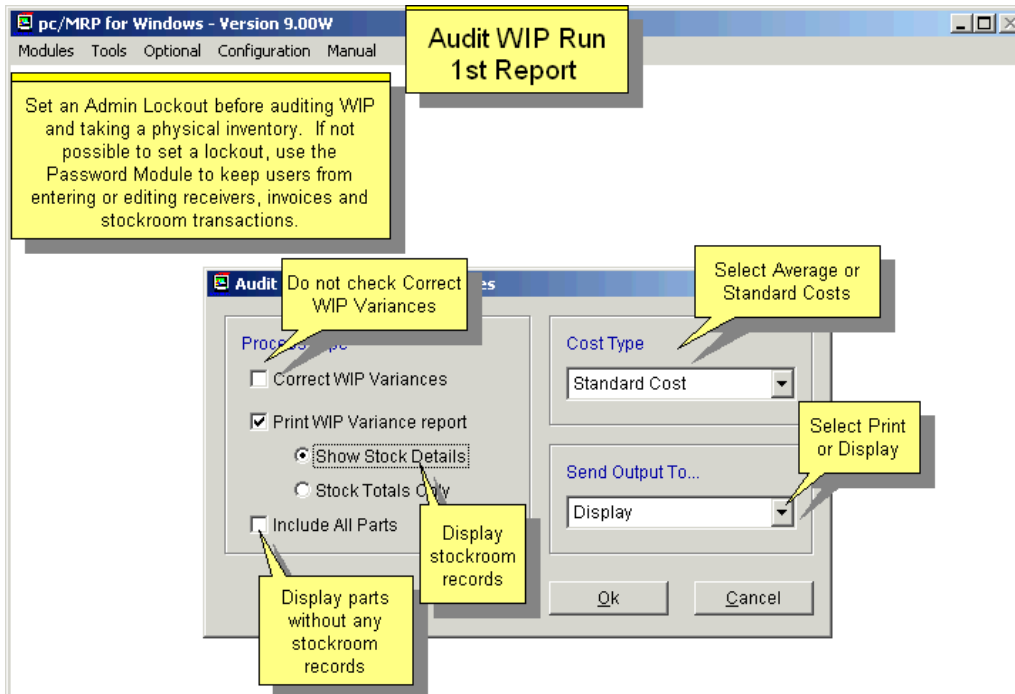 pc/MRP for Windows - Version 9.00W
Modules Tools Optional Configuration Manual
Audit WIP Run
1st Report
Set an Admin Lockout before auditing WIP
and taking a physical inventory. If not
possible to set a lockout, use the
Password Module to keep users from
entering or editing receivers, invoices and
stockroom transactions.
Audit
Do not check Correct
WIP Variances
Select Average or
Standard Costs
Cost Type
Correct WIP Variances
Standard Cost
Print WIP Variance report
Select Print
or Display
Show Stock Details
Send Output To...
Stock Totals Only
Display
Include All Parts
Display
stockroom
records
Display parts
without any
stockroom
records
Ok
Cancel